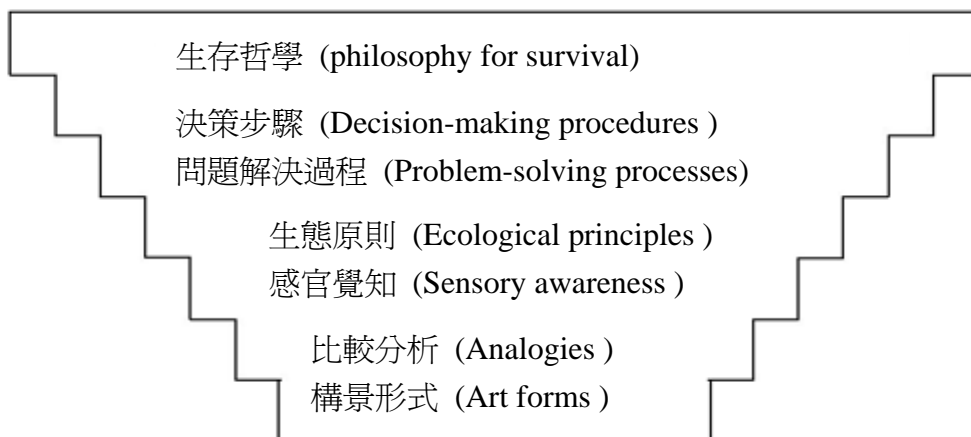 生存哲學 (philosophy for survival)
決策步驟 (Decision-making procedures )
問題解決過程 (Problem-solving processes)
生態原則 (Ecological principles )
感官覺知 (Sensory awareness )
比較分析 (Analogies )
構景形式 (Art forms )